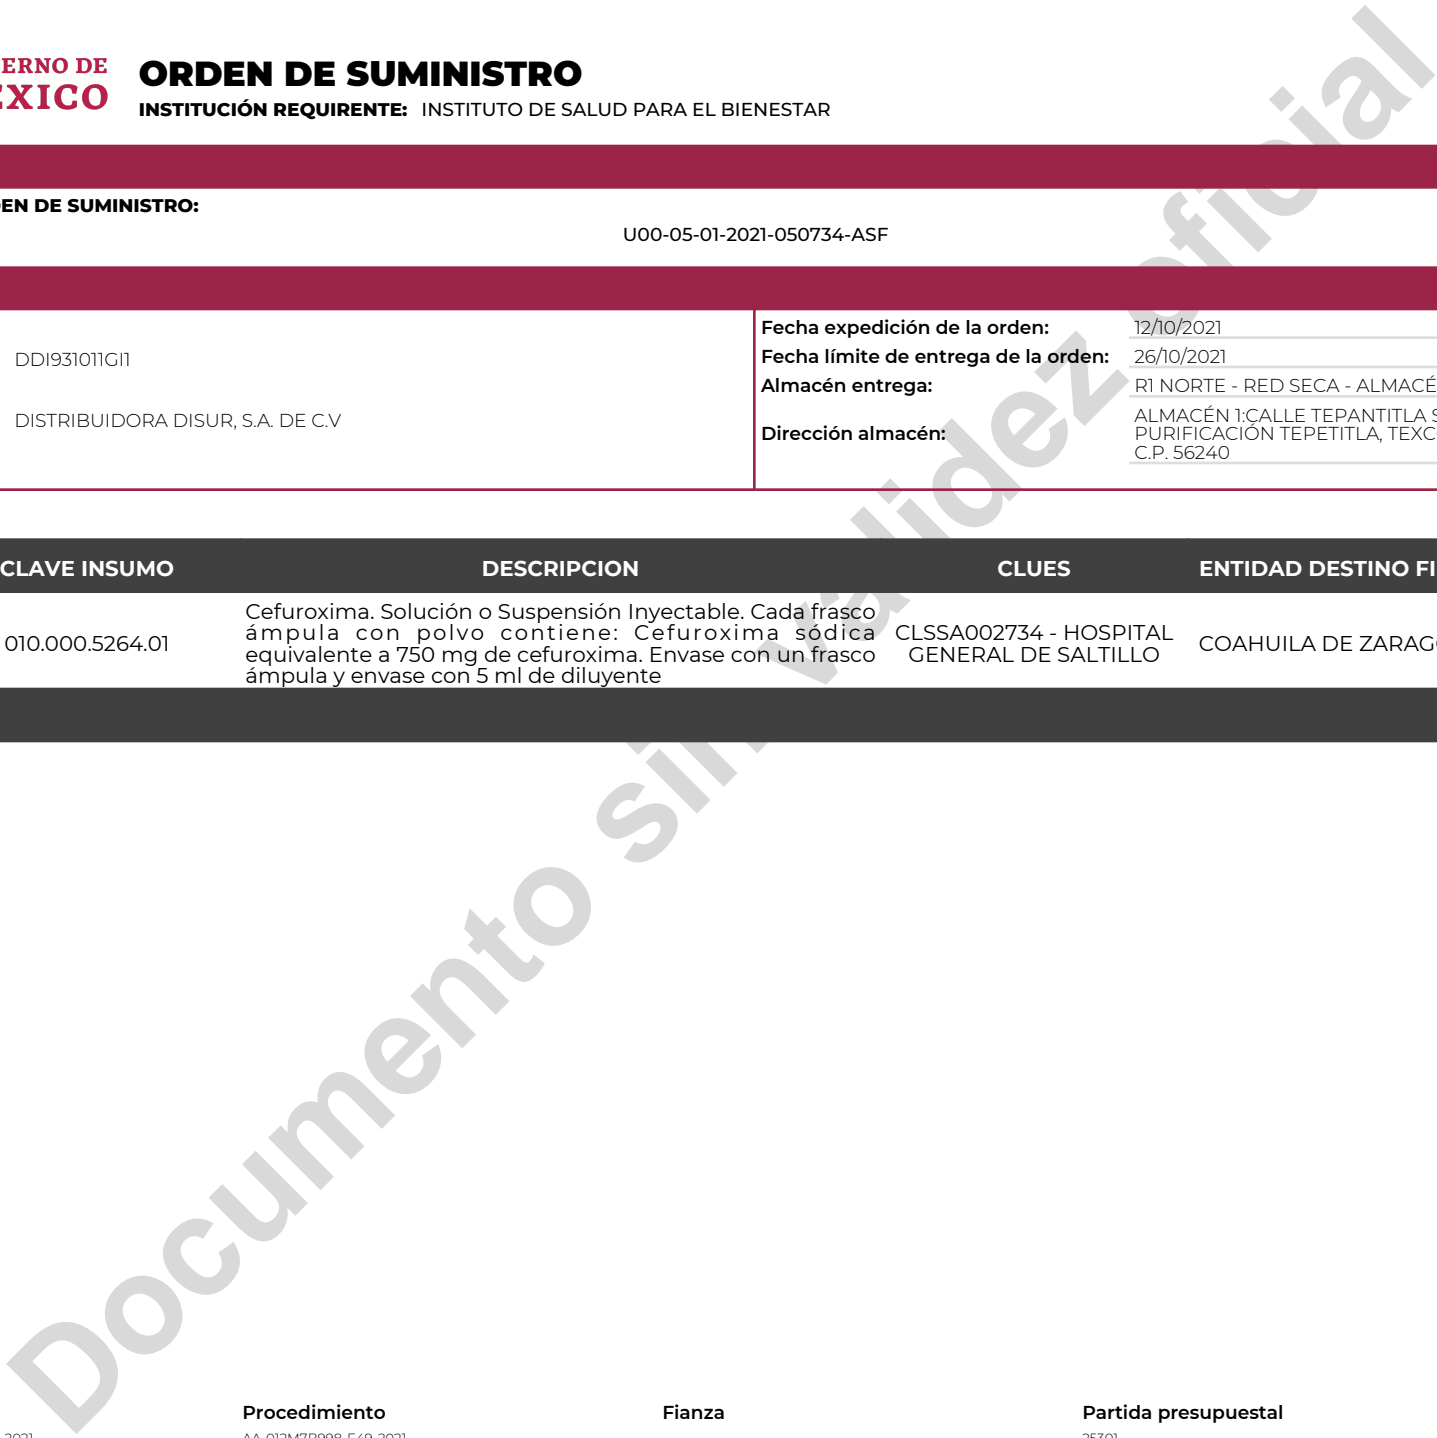 ERNO DE
EXICO
ORDEN DE SUMINISTRO
INSTITUCIÓN REQUIRENTE: INSTITUTO DE SALUD PARA EL BIENESTAR
EN DE SUMINISTRO:
U00-05-01-2021-050734-ASF
DDI931011GI1
DISTRIBUIDORA DISUR, S.A. DE C.V
Fecha expedición de la orden: 12/10/2021
Fecha límite de entrega de la orden: 26/10/2021
Almacén entrega: R1 NORTE - RED SECA - ALMACÉ
Dirección almacén: ALMACÉN 1:CALLE TEPANTITLA S
PURIFICACIÓN TEPETITLA, TEXC
C.P. 56240
CLAVE INSUMO DESCRIPCION CLUES ENTIDAD DESTINO FI
010.000.5264.01
Cefuroxima. Solución o Suspensión Inyectable. Cada frasco
ámpula con polvo contiene: Cefuroxima sódica
equivalente a 750 mg de cefuroxima. Envase con un frasco
ámpula y envase con 5 ml de diluyente
CLSSA002734 - HOSPITAL
GENERAL DE SALTILLO
COAHUILA DE ZARAG
Documento sin validez oficial
Procedimiento Fianza Partida presupuestal